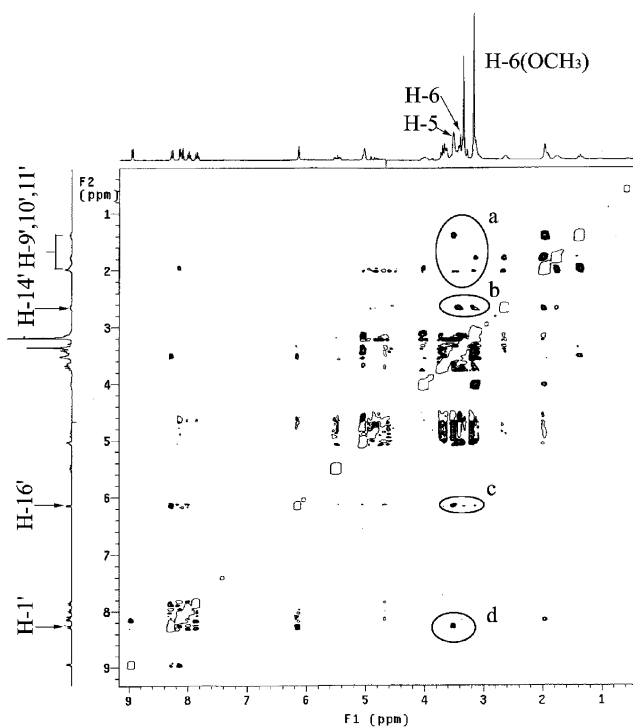 H-6(OCH₃)
H-6
H-5
F2
(ppm)
H-14' H-9',10',11'
H-16'
H-1'
1
2
3
4
5
6
7
8
9
a
b
c
d
9 8 7 6 5 4 3 2 1
F1 (ppm)